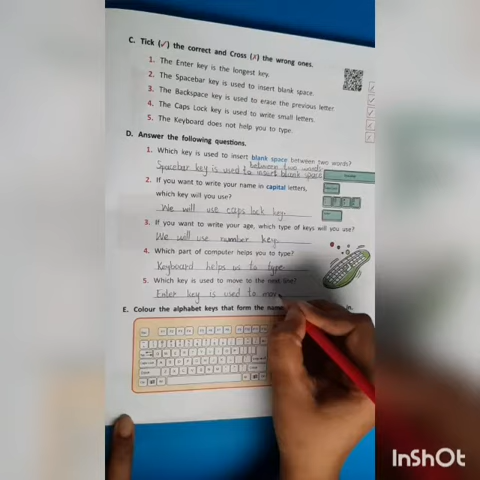 C. Tick (✓) the correct and Cross (✗) the wrong ones.
1. The Enter key is the longest key.
2. The Spacebar key is used to insert blank space.
3. The Backspace key is used to erase the previous letter.
4. The Caps Lock key is used to write small letters.
5. The Keyboard does not help you to type.
D. Answer the following questions.
1. Which key is used to insert blank space between two words?
between two words
Spacebar key is used to insert blank space
2. If you want to write your name in capital letters,
which key will you use?
We will use caps lock key.
3. If you want to write your age, which type of keys will you use?
We will use number key.
4. Which part of computer helps you to type?
Keyboard helps us to type
5. Which key is used to move to the next line?
Enter key is used to mov
E. Colour the alphabet keys that form the name
in.
InShOt